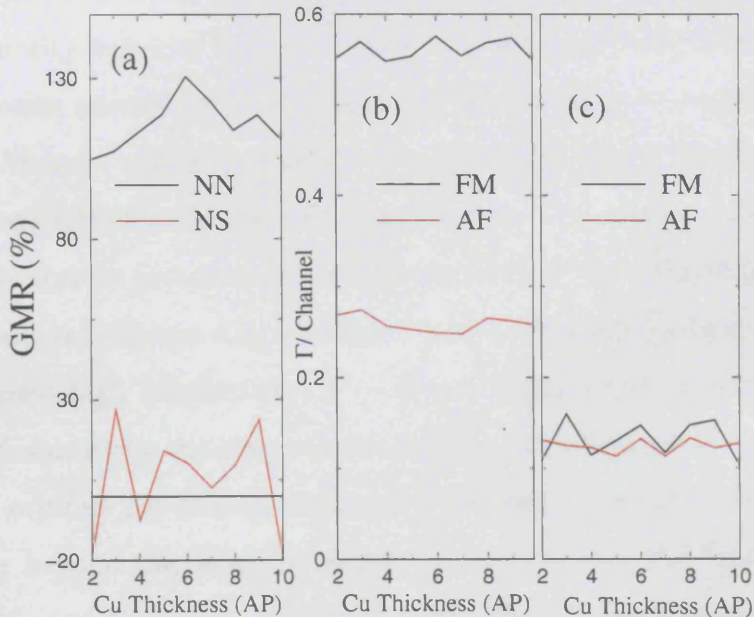 (a)
GMR (%)
130
80
30
-20
NN
NS
2
4
6
8
10
Cu Thickness (AP)
(b)
Γ/ Channel
0.6
0.4
0.2
0
FM
AF
2
4
6
8
10
Cu Thickness (AP)
(c)
FM
AF
2
4
6
8
10
Cu Thickness (AP)